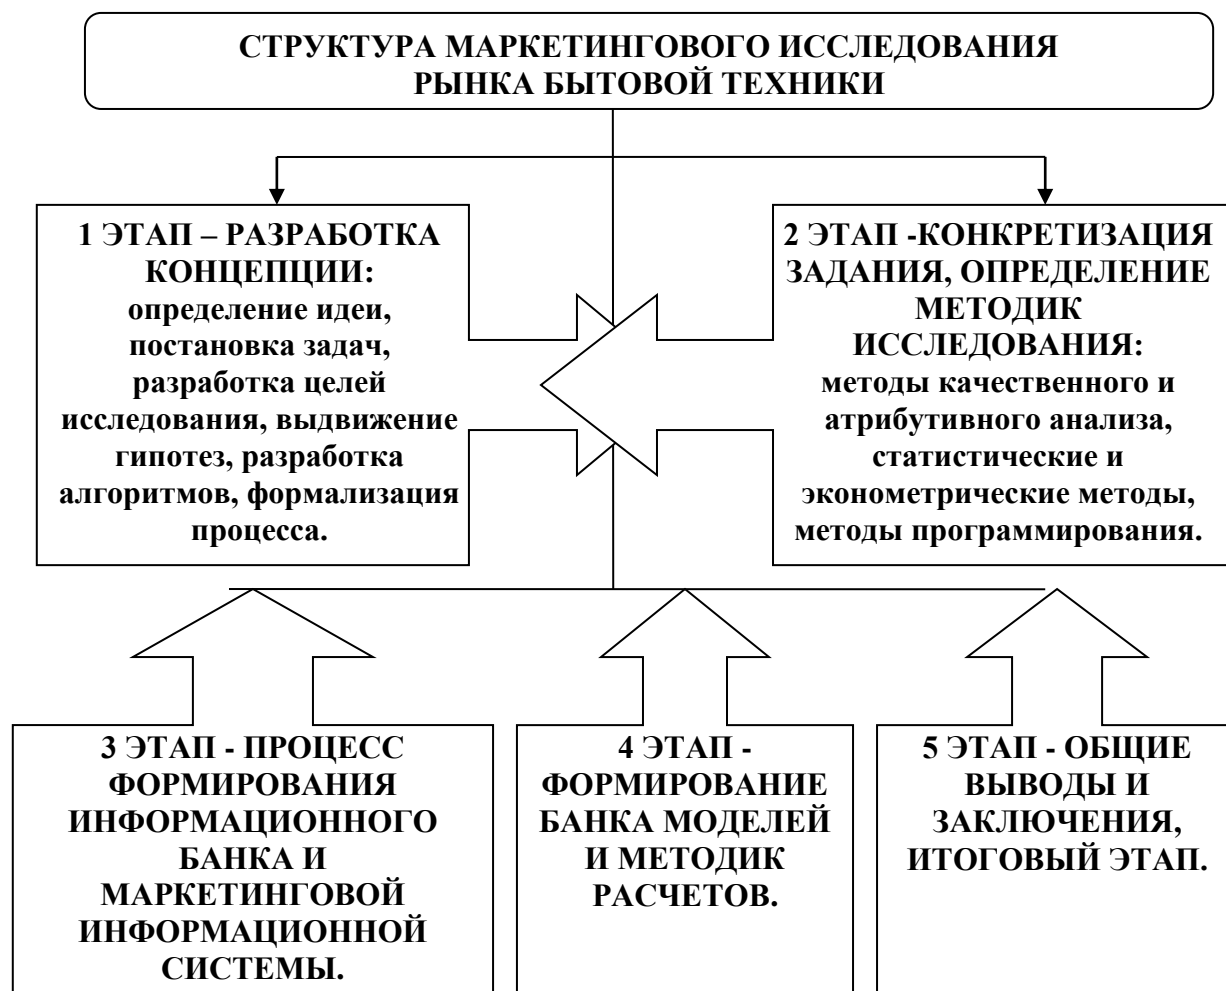 СТРУКТУРА МАРКЕТИНГОВОГО ИССЛЕДОВАНИЯ
РЫНКА БЫТОВОЙ ТЕХНИКИ
1 ЭТАП – РАЗРАБОТКА
КОНЦЕПЦИИ:
определение идеи,
постановка задач,
разработка целей
исследования, выдвижение
гипотез, разработка
алгоритмов, формализация
процесса.
2 ЭТАП -КОНКРЕТИЗАЦИЯ
ЗАДАНИЯ, ОПРЕДЕЛЕНИЕ
МЕТОДИК
ИССЛЕДОВАНИЯ:
методы качественного и
атрибутивного анализа,
статистические и
эконометрические методы,
методы программирования.
3 ЭТАП - ПРОЦЕСС
ФОРМИРОВАНИЯ
ИНФОРМАЦИОННОГО
БАНКА И
МАРКЕТИНГОВОЙ
ИНФОРМАЦИОННОЙ
СИСТЕМЫ.
4 ЭТАП -
ФОРМИРОВАНИЕ
БАНКА МОДЕЛЕЙ
И МЕТОДИК
РАСЧЕТОВ.
5 ЭТАП - ОБЩИЕ
ВЫВОДЫ И
ЗАКЛЮЧЕНИЯ,
ИТОГОВЫЙ ЭТАП.